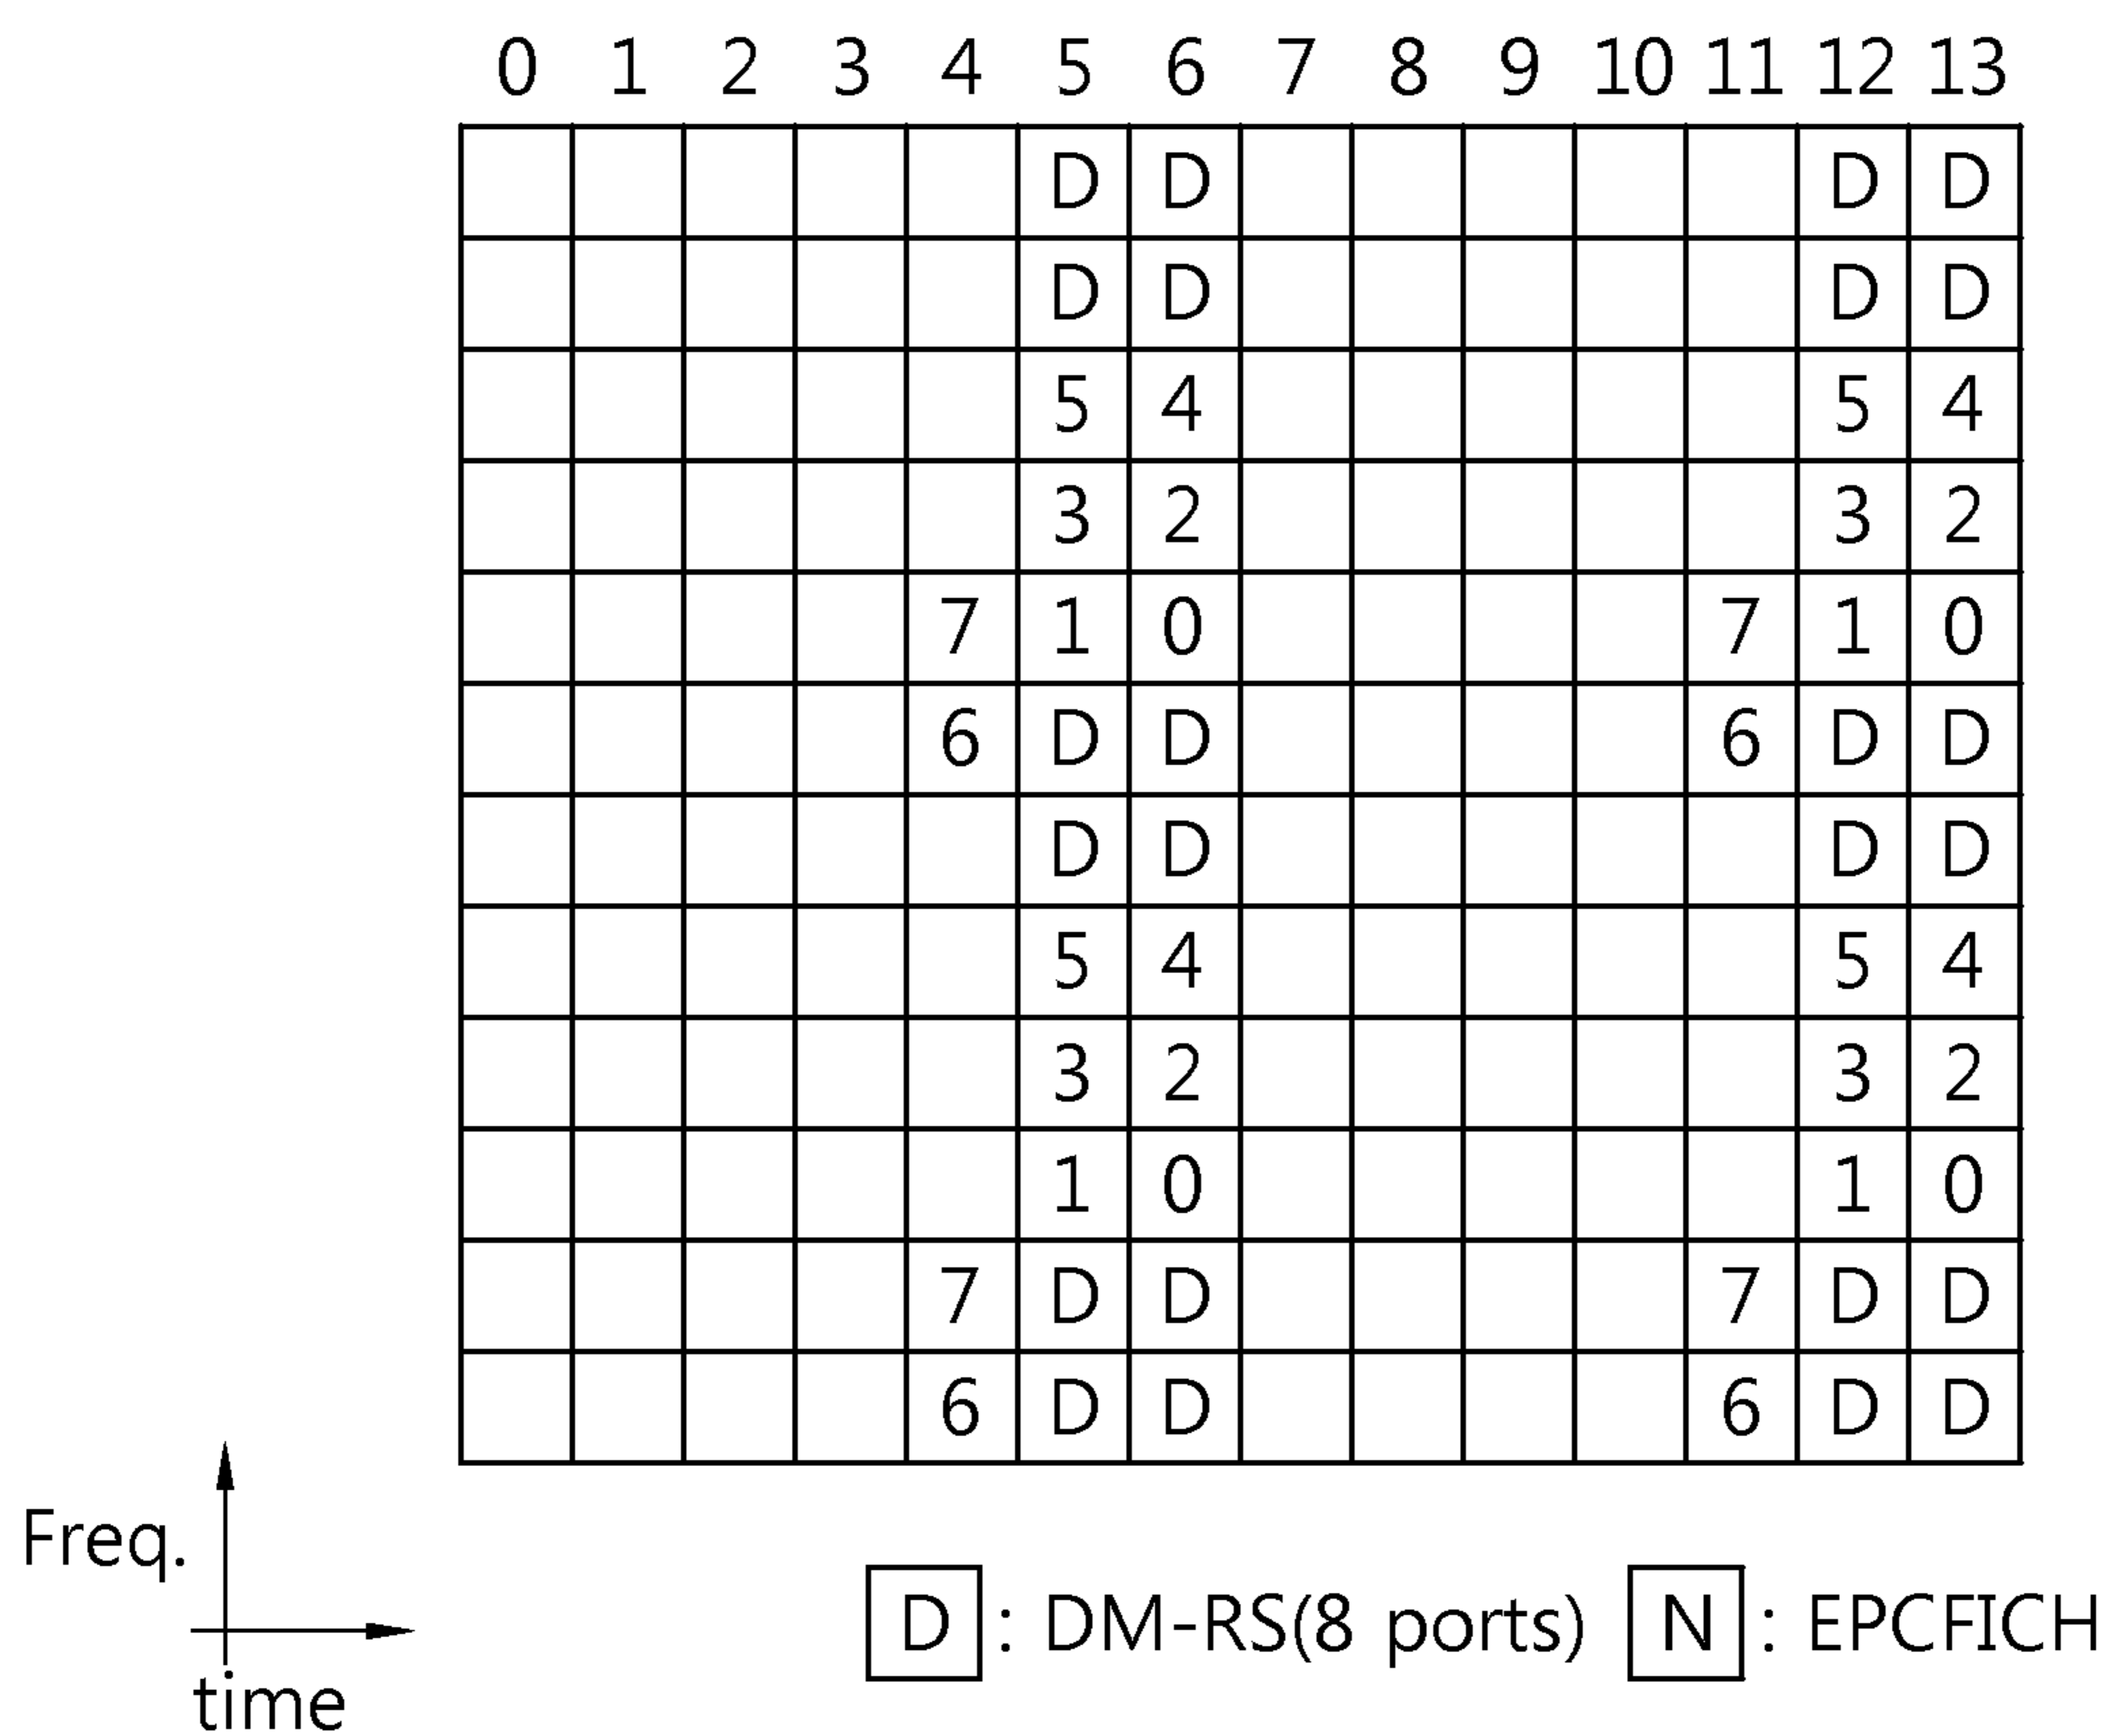 0 1 2 3 4 5 6 7 8 9 10 11 12 13
D D D D
D D D D
5 4 5 4
3 2 3 2
7 1 0 7 1 0
6 D D 6 D D
D D D D
5 4 5 4
3 2 3 2
1 0 1 0
7 D D 7 D D
6 D D 6 D D
Freq.
time
D : DM-RS(8 ports) N : EPCFICH